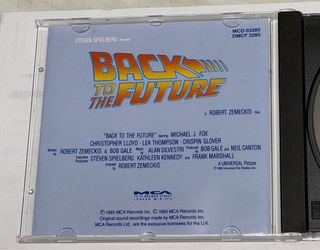 MCD 03285
DMCF 3285
STEVEN SPIELBERG Presents
BACK
TO THE
FUTURE
A ROBERT ZEMECKIS Film
"BACK TO THE FUTURE" Starring MICHAEL J. FOX
CHRISTOPHER LLOYD · LEA THOMPSON · CRISPIN GLOVER
Written by ROBERT ZEMECKIS & BOB GALE Music by ALAN SILVESTRI Produced by BOB GALE and NEIL CANTON
Executive Producers STEVEN SPIELBERG KATHLEEN KENNEDY and FRANK MARSHALL
Directed by ROBERT ZEMECKIS A UNIVERSAL Picture
MCA
© 1985 MCA Records Inc. ℗ 1985 MCA Records Inc.
Original sound recordings made by MCA Records Inc.
MCA Records Ltd. are the exclusive licensees for the U.K.